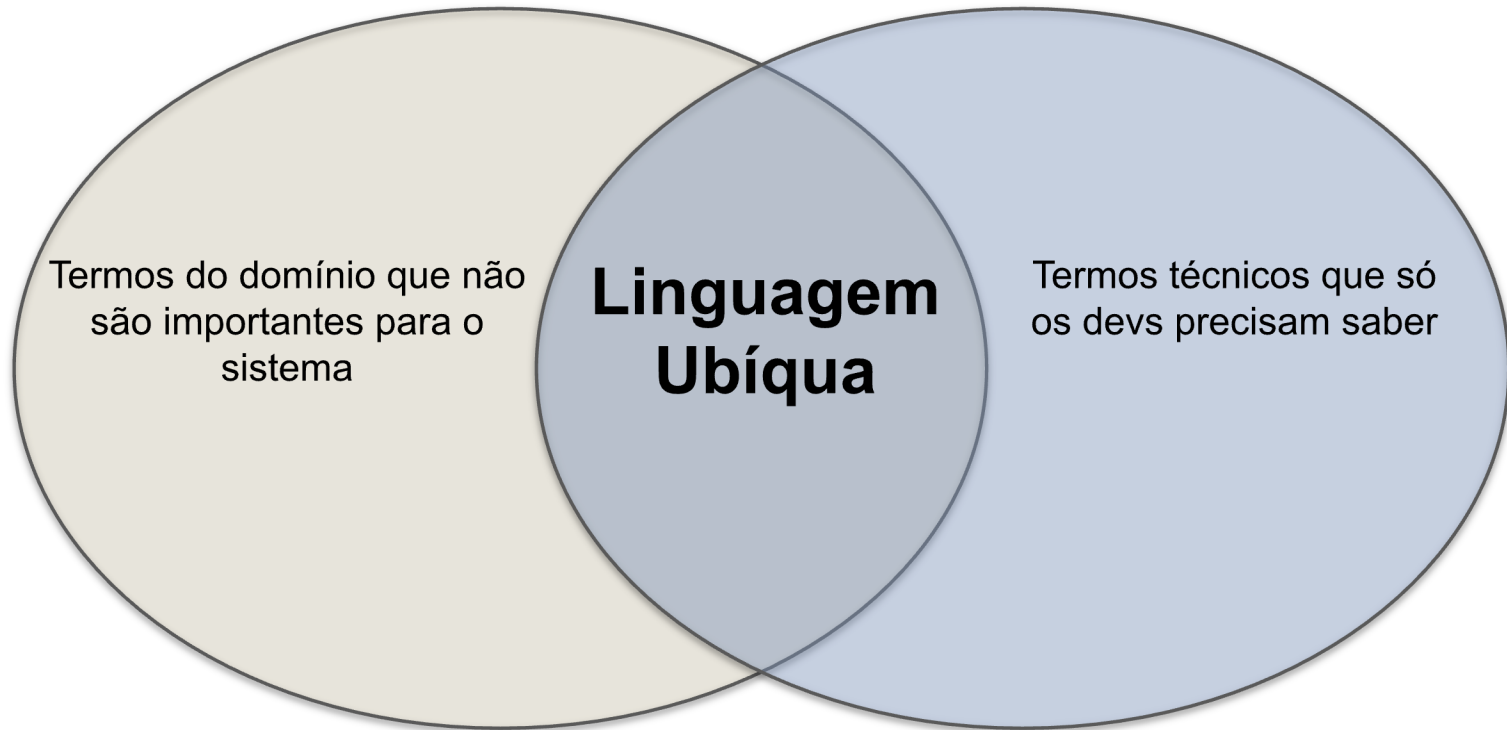 Termos do domínio que não
são importantes para o
sistema
Linguagem
Ubíqua
Termos técnicos que só
os devs precisam saber